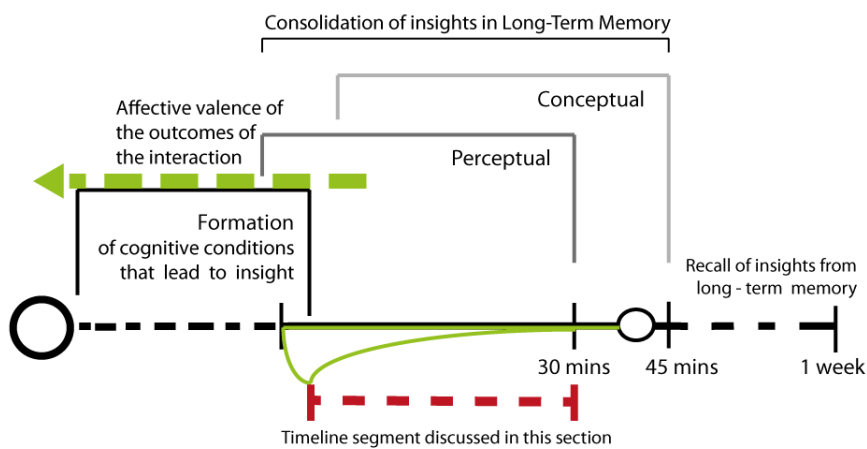 Consolidation of insights in Long-Term Memory
Conceptual
Affective valence of
the outcomes of
the interaction
Perceptual
Formation
of cognitive conditions
that lead to insight
Recall of insights from
long - term memory
30 mins
45 mins
1 week
Timeline segment discussed in this section